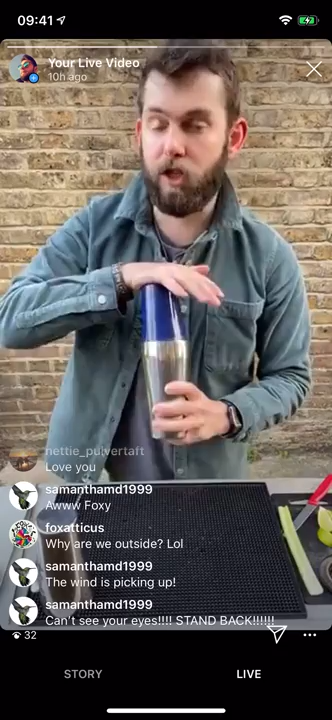 09:41
Your Live Video
10h ago
nettie_pulvertaft
Love you
samanthamd1999
Awww Foxy
foxatticus
Why are we outside? Lol
samanthamd1999
The wind is picking up!
samanthamd1999
Can't see your eyes!!!! STAND BACK!!!!!!
32
STORY
LIVE